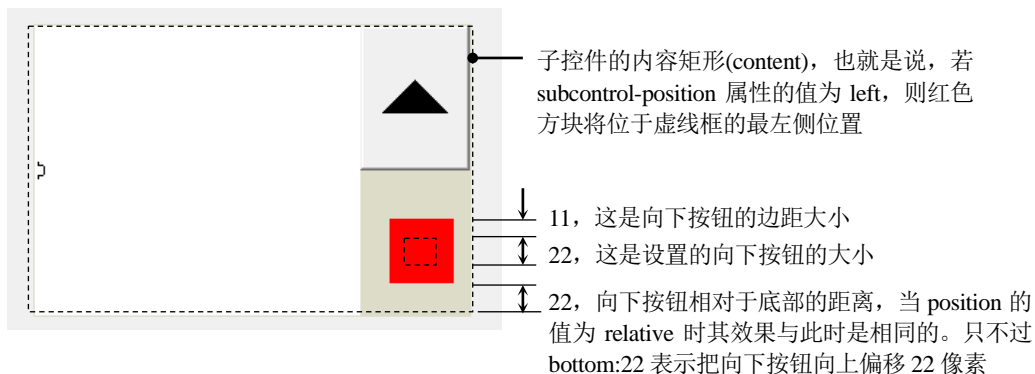 子控件的内容矩形(content)，也就是说，若
subcontrol-position 属性的值为 left，则红色
方块将位于虚线框的最左侧位置
11，这是向下按钮的边距大小
22，这是设置的向下按钮的大小
22，向下按钮相对于底部的距离，当 position 的
值为 relative 时其效果与此时是相同的。只不过
bottom:22 表示把向下按钮向上偏移 22 像素